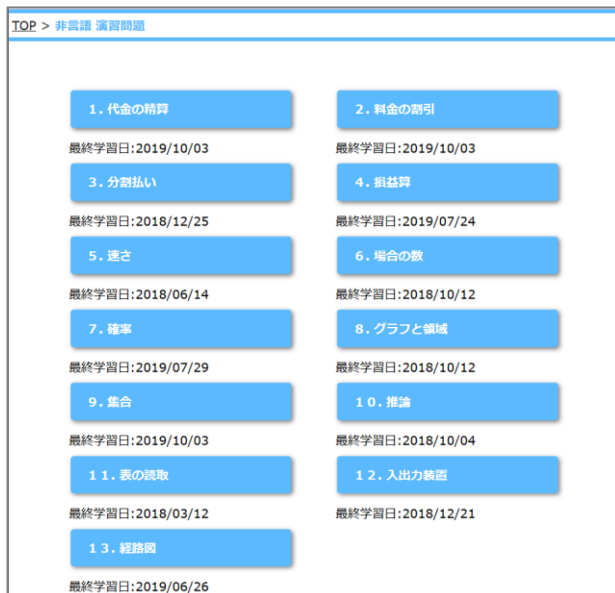 TOP > 非言語 演習問題
1．代金の精算
2．料金の割引
最終学習日:2019/10/03
最終学習日:2019/10/03
3．分割払い
4．損益算
最終学習日:2018/12/25
最終学習日:2019/07/24
5．速さ
6．場合の数
最終学習日:2018/06/14
最終学習日:2018/10/12
7．確率
8．グラフと領域
最終学習日:2019/07/29
最終学習日:2018/10/12
9．集合
１０．推論
最終学習日:2019/10/03
最終学習日:2018/10/04
１１．表の読取
１２．入出力装置
最終学習日:2018/03/12
最終学習日:2018/12/21
１３．経路図
最終学習日:2019/06/26